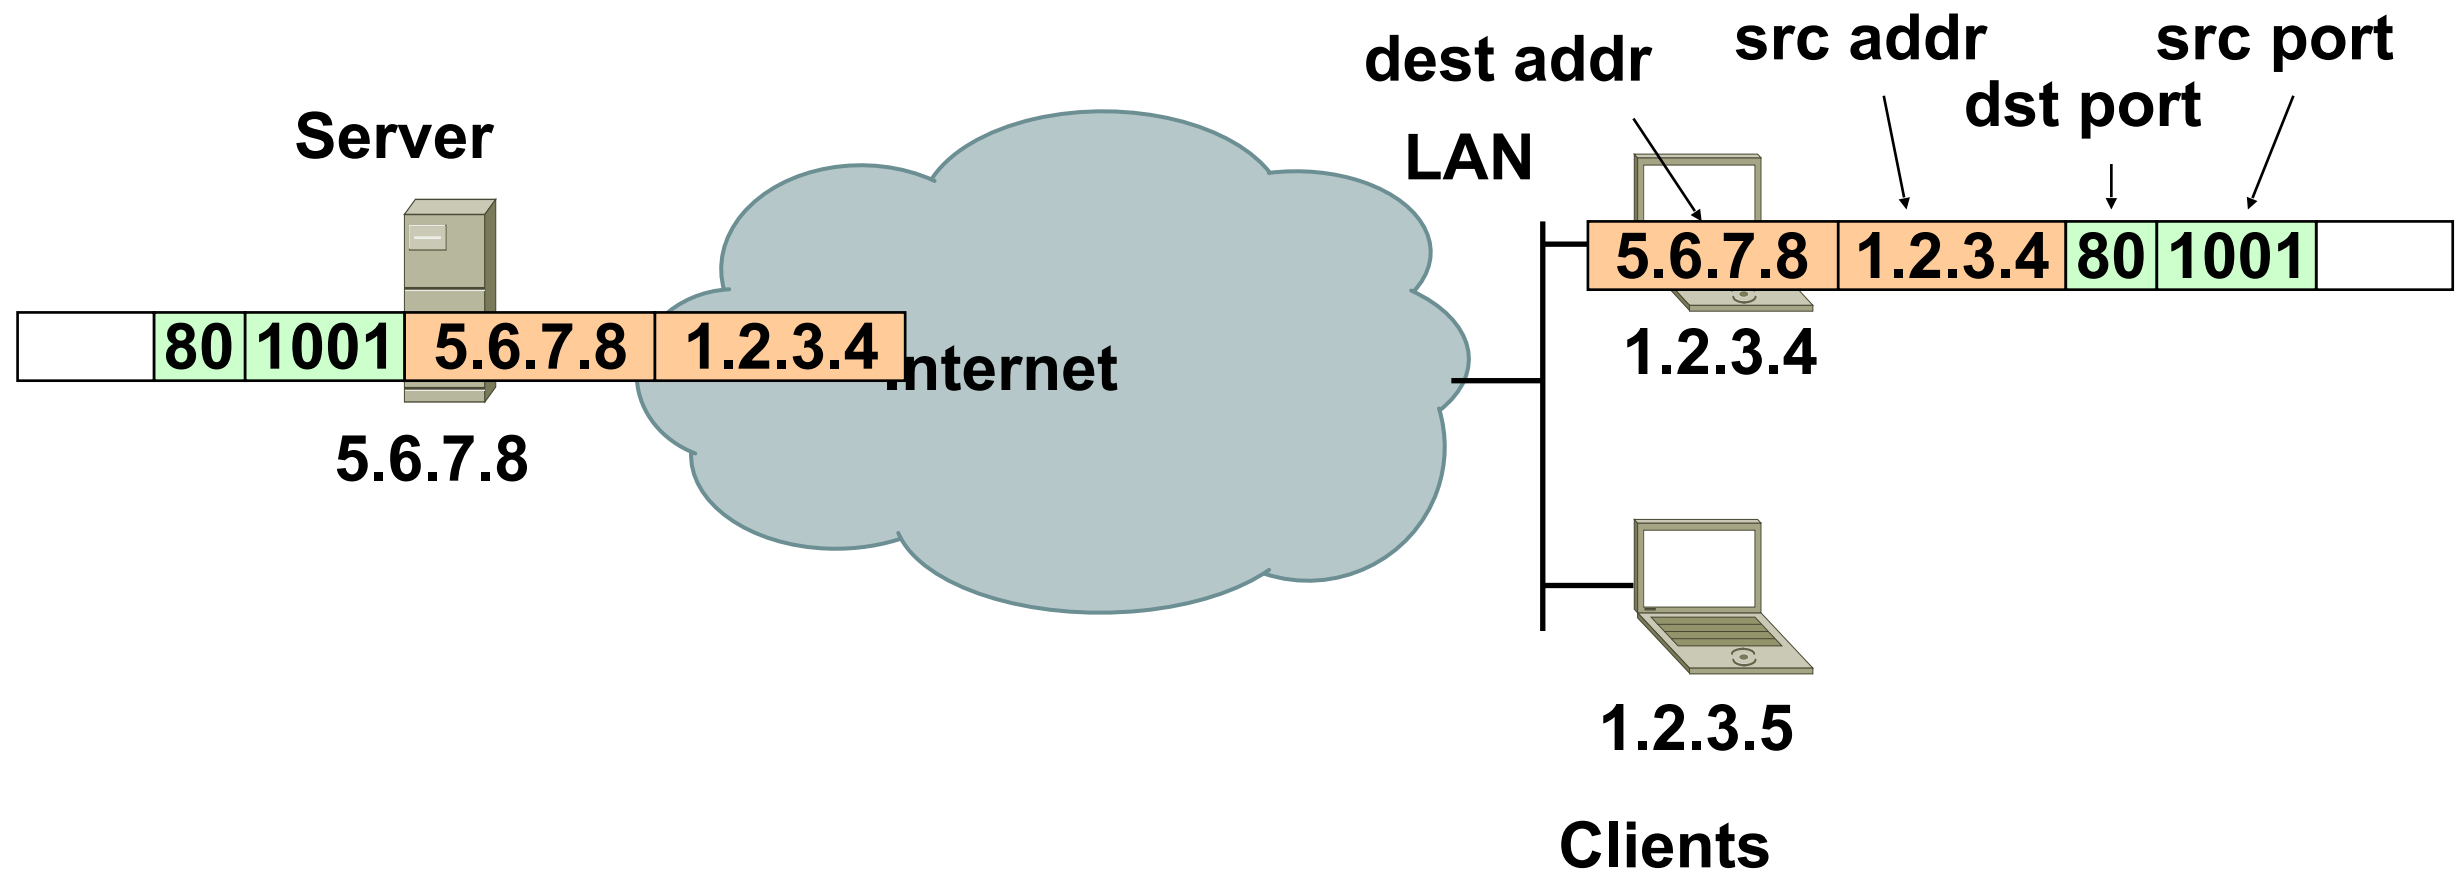 dest addr
src addr
src port
dst port
Server
LAN
5.6.7.8 1.2.3.4 80 1001
80 1001 5.6.7.8 1.2.3.4
Internet
1.2.3.4
5.6.7.8
1.2.3.5
Clients